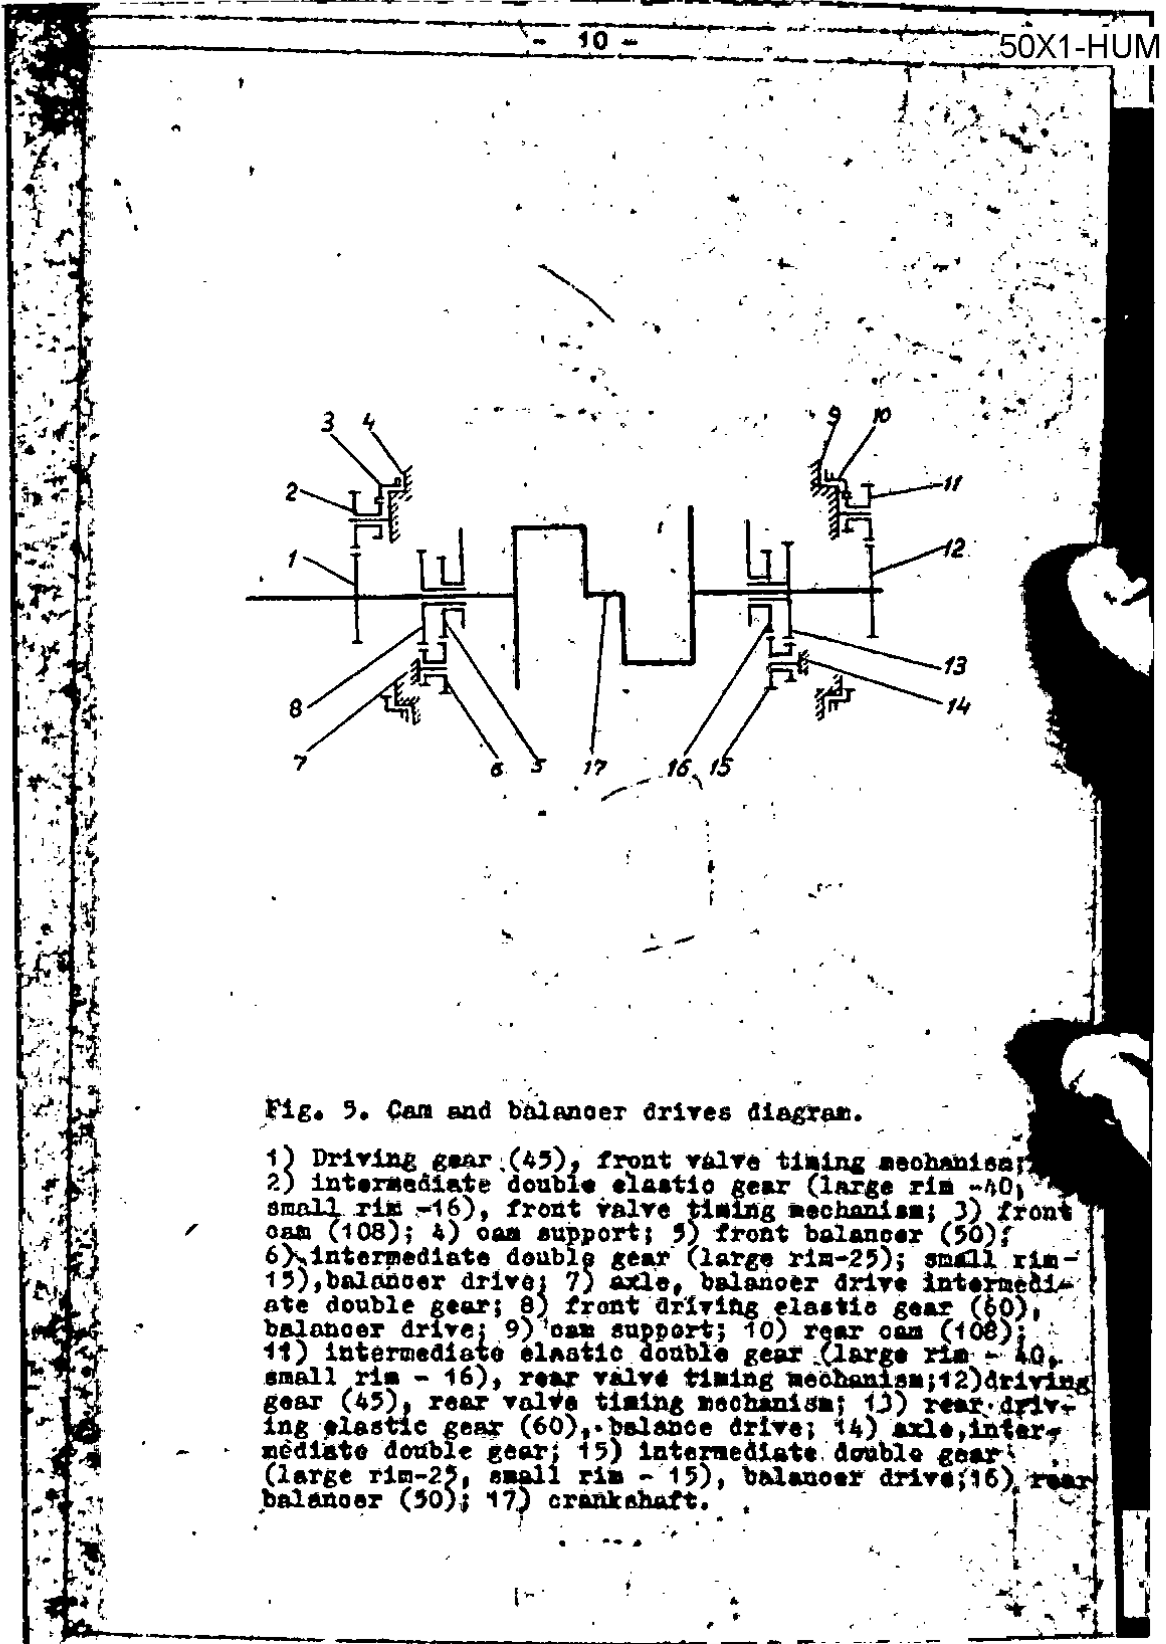 - 10 -
50X1-HUM
3 4
9 10
2
11
1
12
13
8
14
7
6 5 17 16 15
Fig. 5. Cam and balancer drives diagram.
1) Driving gear (45), front valve timing mechanism;
2) intermediate double elastic gear (large rim -40,
small rim -16), front valve timing mechanism; 3) front
cam (108); 4) cam support; 5) front balancer (50);
6) intermediate double gear (large rim-25); small rim-
15), balancer drive; 7) axle, balancer drive intermedi-
ate double gear; 8) front driving elastic gear (60),
balancer drive; 9) cam support; 10) rear cam (108);
11) intermediate elastic double gear (large rim - 40,
small rim - 16), rear valve timing mechanism;12)driving
gear (45), rear valve timing mechanism; 13) rear driv-
ing elastic gear (60), balance drive; 14) axle,inter-
mediate double gear; 15) intermediate double gear
(large rim-25, small rim - 15), balancer drive;16) rear
balancer (50); 17) crankshaft.